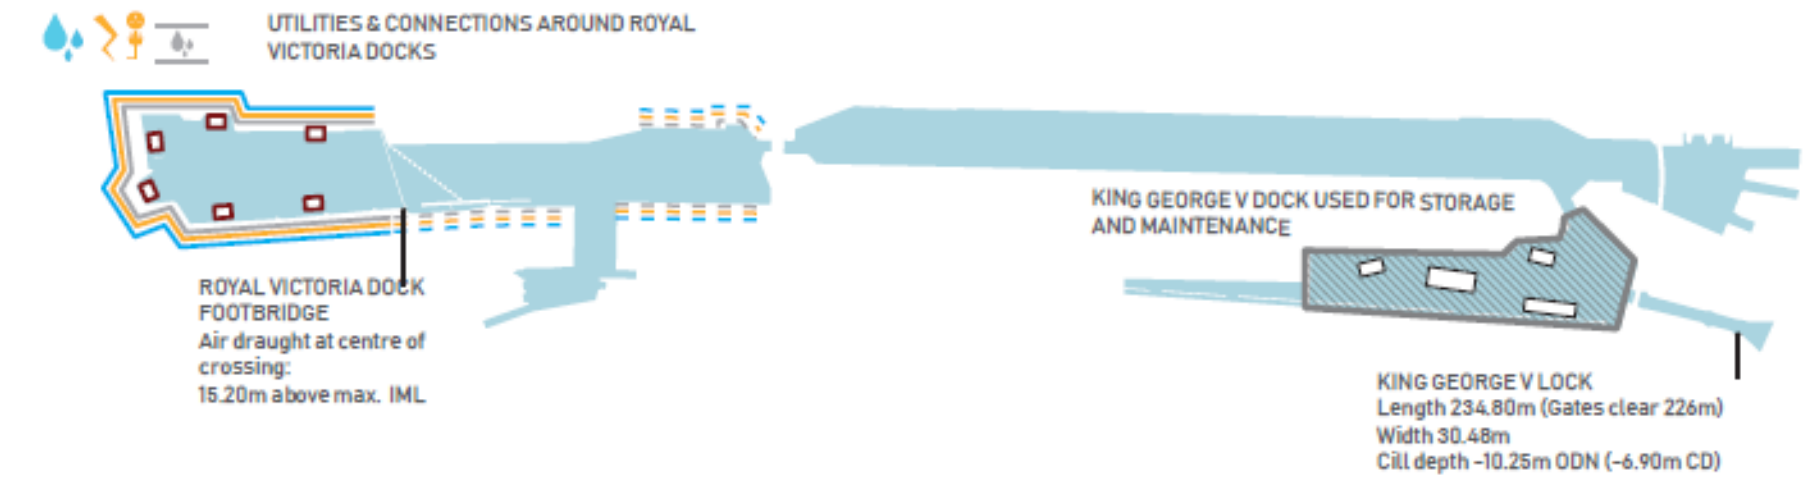 UTILITIES & CONNECTIONS AROUND ROYAL
VICTORIA DOCKS
KING GEORGE V DOCK USED FOR STORAGE
AND MAINTENANCE
ROYAL VICTORIA DOCK
FOOTBRIDGE
Air draught at centre of
crossing:
15.20m above max. IML
KING GEORGE V LOCK
Length 234.80m (Gates clear 226m)
Width 30.48m
Cill depth -10.25m ODN (-6.90m CD)